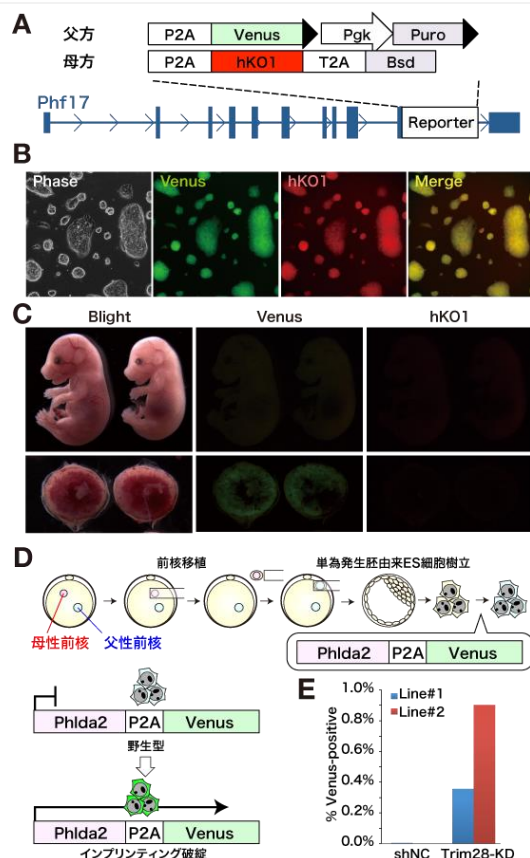 A
父方
P2A
Venus
Pgk
Puro
母方
P2A
hKO1
T2A
Bsd
Phf17
Reporter
B
Phase
Venus
hKO1
Merge
C
Blight
Venus
hKO1
D
前核移植
単為発生胚由来ES細胞樹立
母性前核
父性前核
Phlda2
P2A
Venus
Phlda2
P2A
Venus
野生型
Phlda2
P2A
Venus
インプリンティング破綻
E
% Venus-positive
1.0%
0.8%
0.6%
0.4%
0.2%
0
Line#1
Line#2
shNC
Trim28-KD